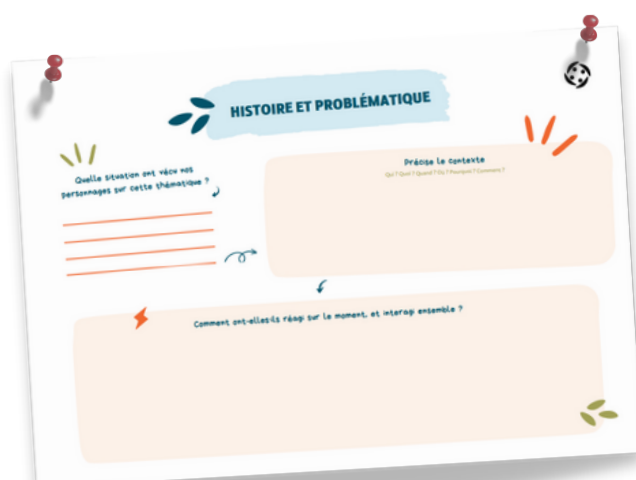 HISTOIRE ET PROBLÉMATIQUE
Quelle situation ont vécu nos
personnages sur cette thématique ?
Précise le contexte
Qui ? Quoi ? Quand ? Où ? Pourquoi ? Comment ?
Comment ont-elles·ils réagi sur le moment, et interagi ensemble ?